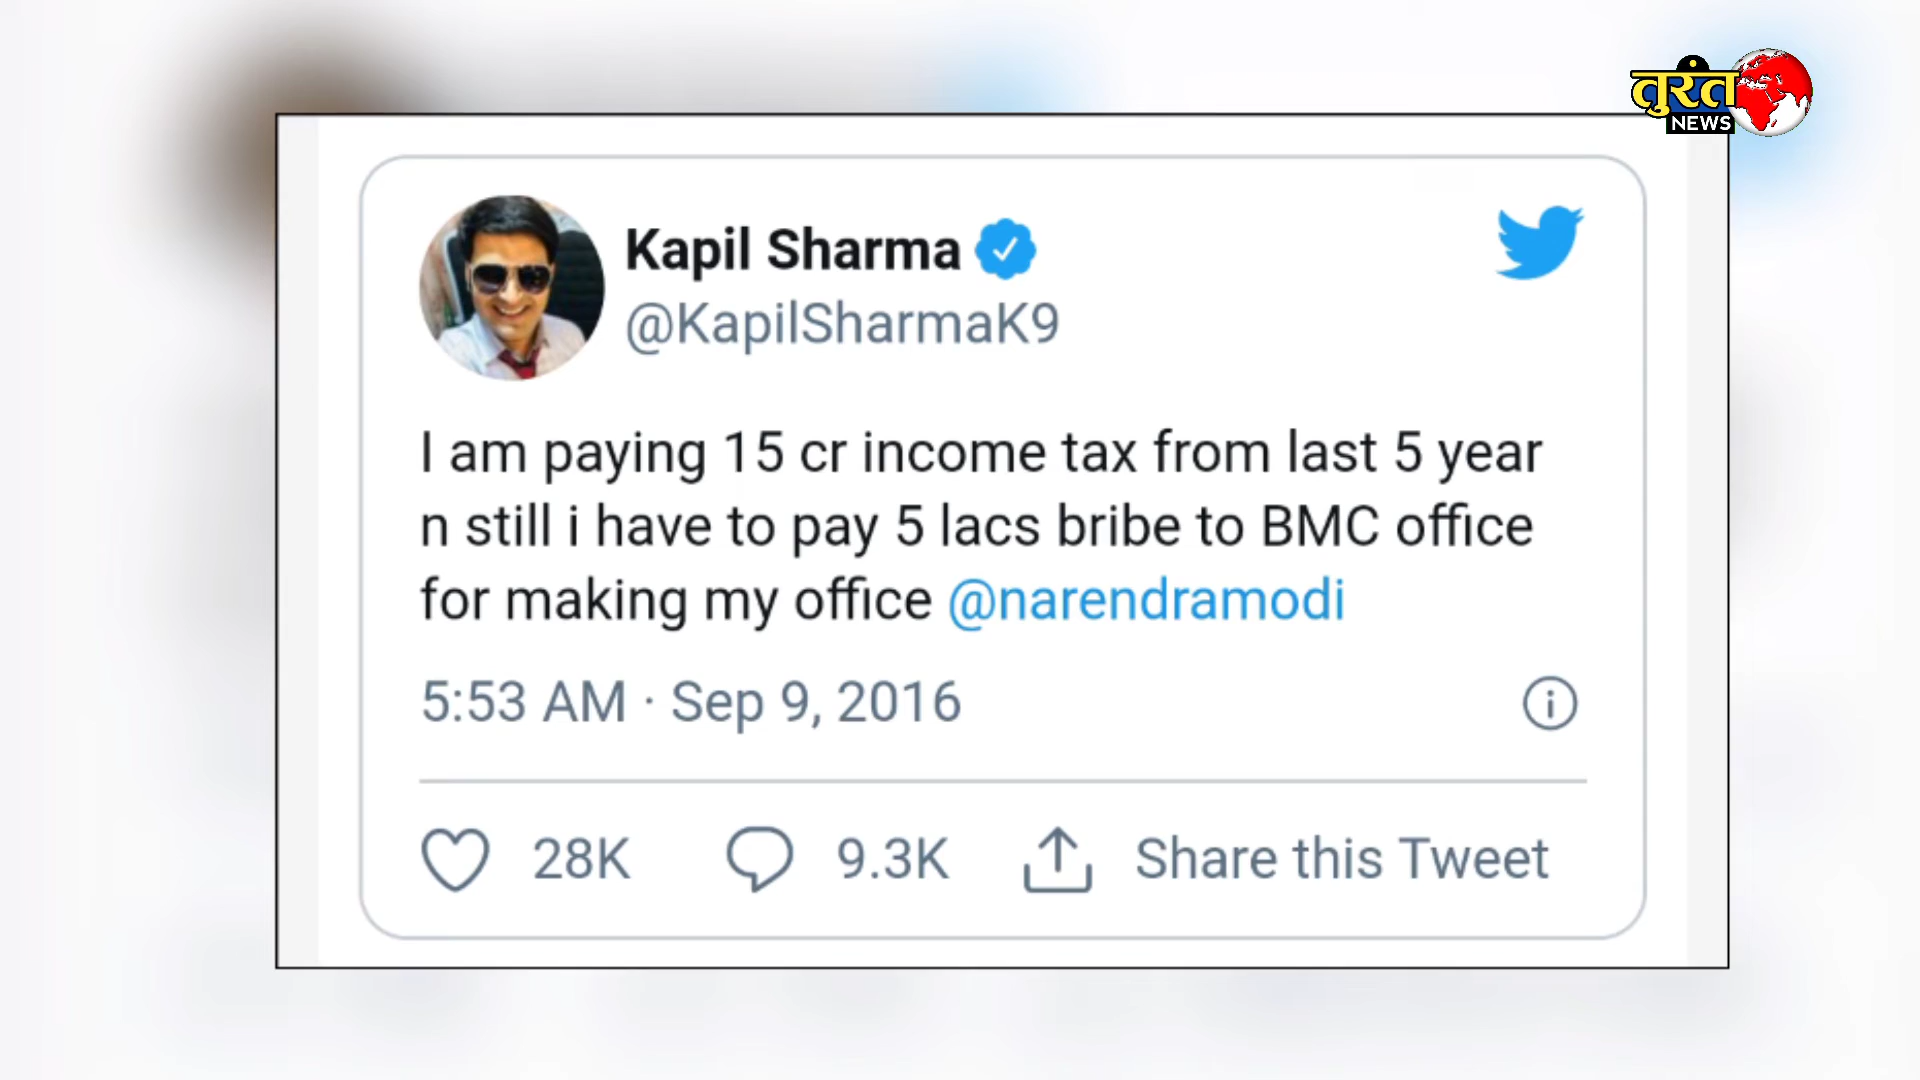 तुरंत
NEWS
Kapil Sharma
@KapilSharmaK9
I am paying 15 cr income tax from last 5 year
n still i have to pay 5 lacs bribe to BMC office
for making my office @narendramodi
5:53 AM · Sep 9, 2016
28K 9.3K Share this Tweet